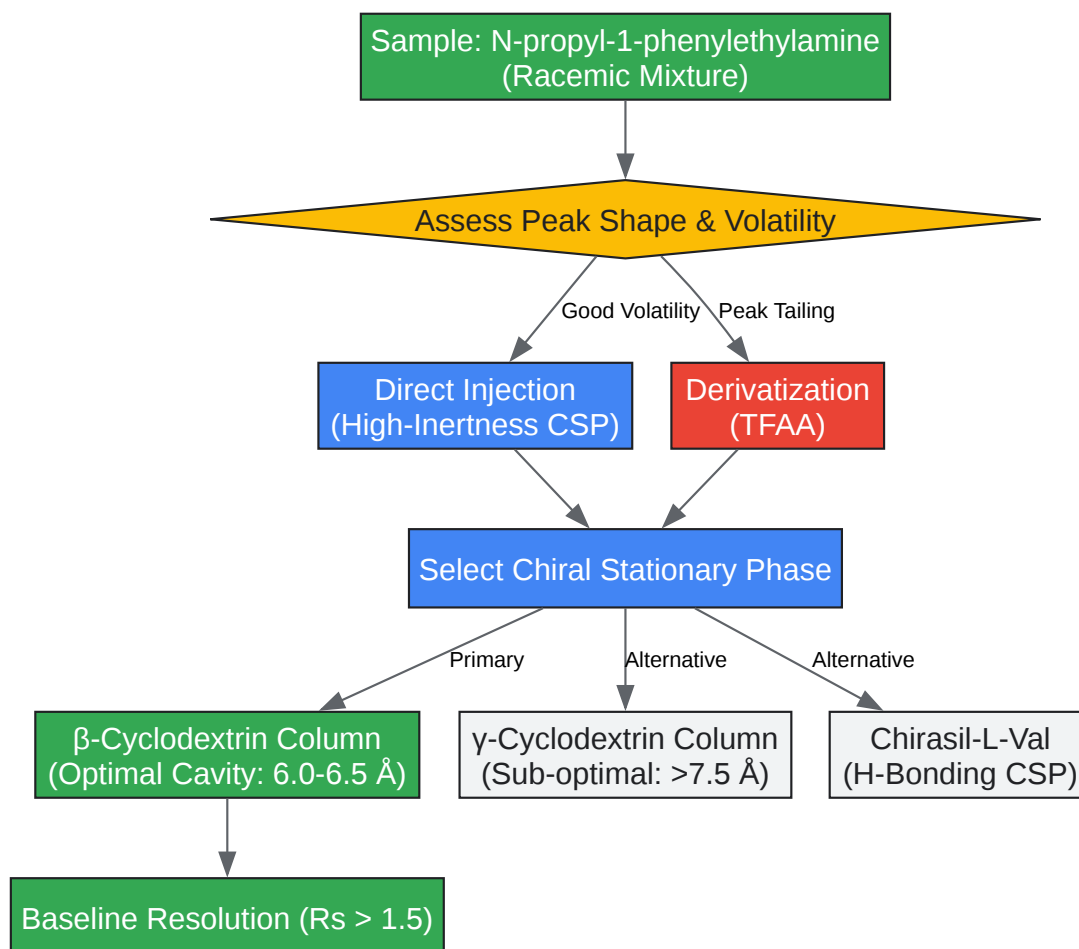 Sample: N-propyl-1-phenylethylamine
(Racemic Mixture)
Assess Peak Shape & Volatility
Good Volatility
Peak Tailing
Direct Injection
(High-Inertness CSP)
Derivatization
(TFAA)
Select Chiral Stationary Phase
Primary
Alternative
Alternative
β-Cyclodextrin Column
(Optimal Cavity: 6.0-6.5 Å)
γ-Cyclodextrin Column
(Sub-optimal: >7.5 Å)
Chirasil-L-Val
(H-Bonding CSP)
Baseline Resolution (Rs > 1.5)